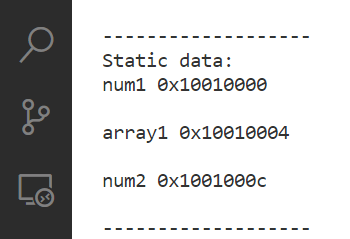 -------------------
Static data:
num1 0x10010000
array1 0x10010004
num2 0x1001000c
-------------------